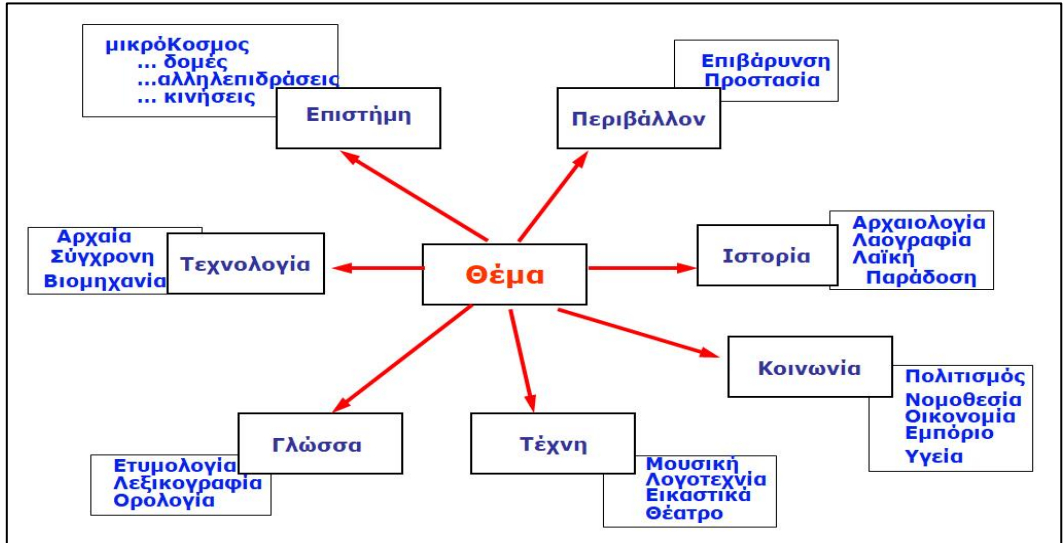 μικρόΚοσμος
... δομές
...αλληλεπιδράσεις
... κινήσεις
Επιστήμη
Επιβάρυνση
Προστασία
Περιβάλλον
Αρχαία
Σύγχρονη
Βιομηχανία
Τεχνολογία
Θέμα
Ιστορία
Αρχαιολογία
Λαογραφία
Λαϊκή
Παράδοση
Κοινωνία
Πολιτισμός
Νομοθεσία
Οικονομία
Εμπόριο
Υγεία
Γλώσσα
Ετυμολογία
Λεξικογραφία
Ορολογία
Τέχνη
Μουσική
Λογοτεχνία
Εικαστικά
Θέατρο